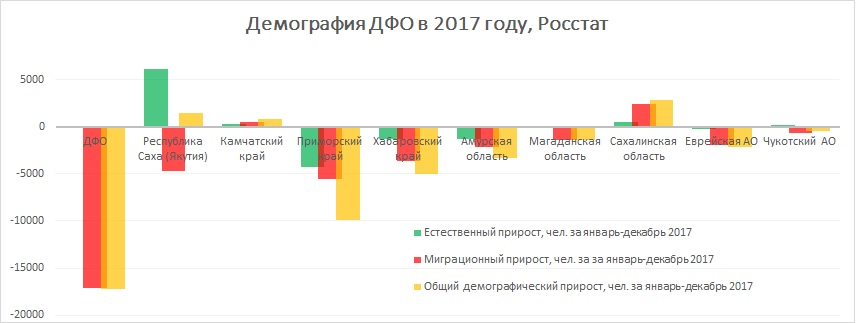 Демография ДФО в 2017 году, Росстат
5000
0
-5000
-10000
-15000
-20000
ДФО
Республика
Саха (Якутия)
Камчатский
край
Приморский
край
Хабаровский
край
Амурская
область
Магаданская
область
Сахалинская
область
Еврейская АО
Чукотский АО
Естественный прирост, чел. за январь-декабрь 2017
Миграционный прирост, чел. за за январь-декабрь 2017
Общий демографический прирост, чел. за январь-декабрь 2017